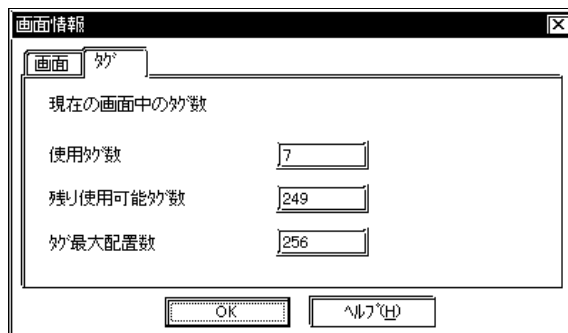 画面情報
画面 ﾀｸﾞ
現在の画面中のﾀｸﾞ数
使用ﾀｸﾞ数 7
残り使用可能ﾀｸﾞ数 249
ﾀｸﾞ最大配置数 256
OK ﾍﾙﾌﾟ(H)